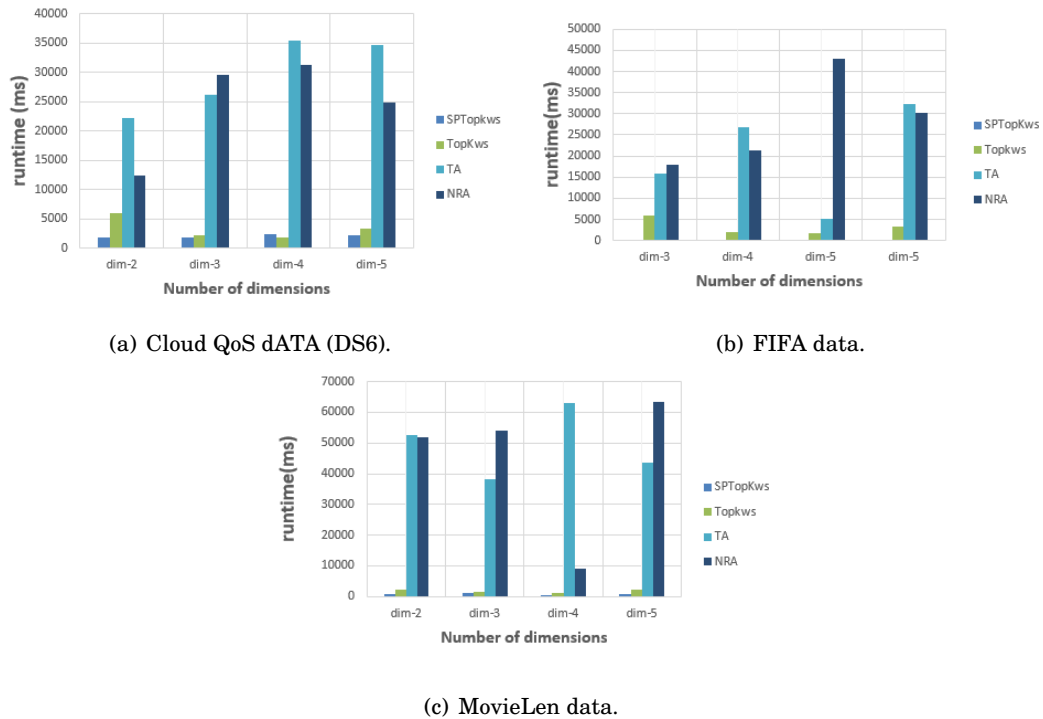 40000
35000
30000
25000
20000
15000
10000
5000
0
runtime (ms)
dim-2 dim-3 dim-4 dim-5
Number of dimensions
SPTopkws
TopKws
TA
NRA
(a) Cloud QoS dATA (DS6).
50000
45000
40000
35000
30000
25000
20000
15000
10000
5000
0
runtime(ms)
dim-3 dim-4 dim-5 dim-5
Number of dimensions
SPTopKws
Topkws
TA
NRA
(b) FIFA data.
70000
60000
50000
40000
30000
20000
10000
0
runtime(ms)
dim-2 dim-3 dim-4 dim-5
Number of dimensions
SPTopKws
Topkws
TA
NRA
(c) MovieLen data.